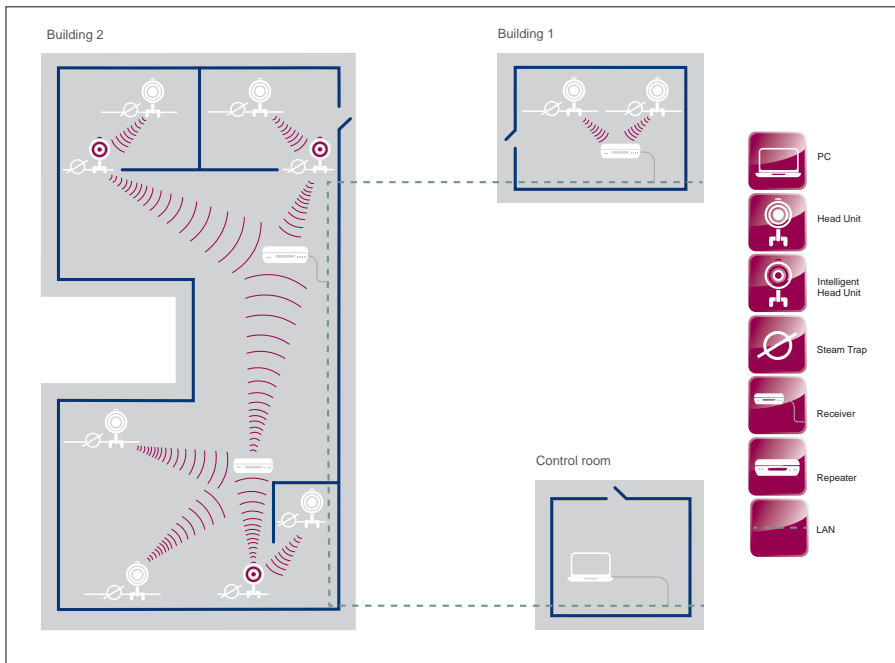 Building 2
Building 1
PC
Head Unit
Intelligent
Head Unit
Steam Trap
Receiver
Control room
Repeater
LAN